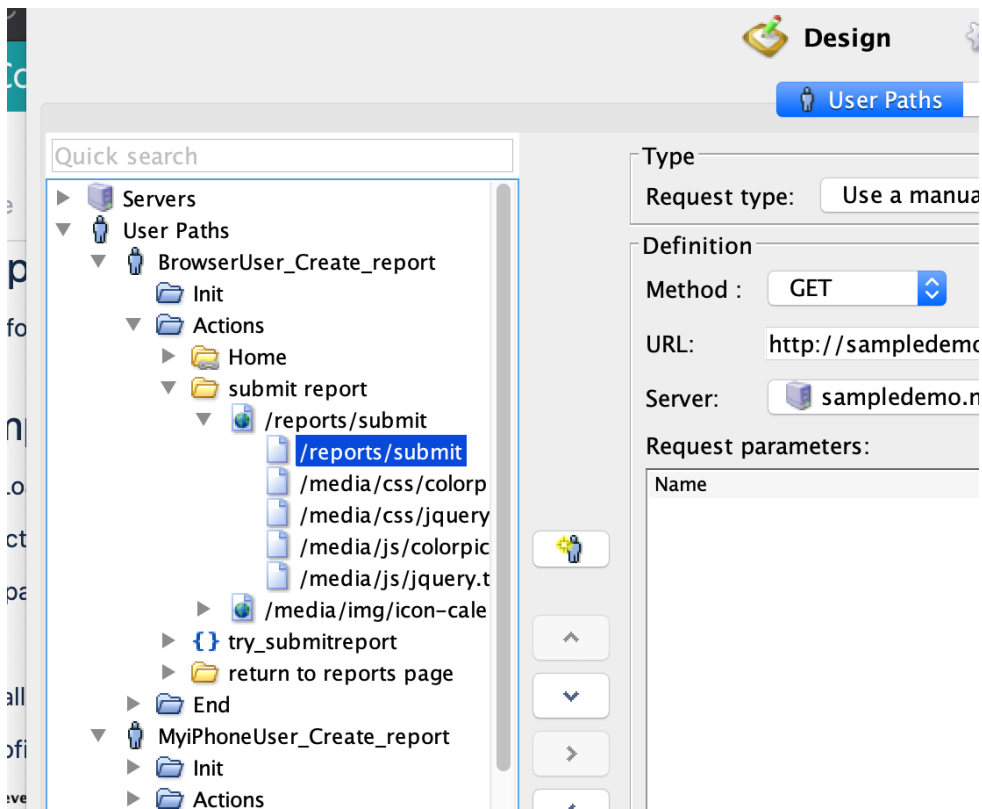 Design
User Paths
Quick search
Servers
User Paths
BrowserUser_Create_report
Init
Actions
Home
submit report
/reports/submit
/reports/submit
/media/css/colorp
/media/css/jquery
/media/js/colorpic
/media/js/jquery.t
/media/img/icon-cale
{} try_submitreport
return to reports page
End
MyiPhoneUser_Create_report
Init
Actions
Type
Request type: Use a manua
Definition
Method : GET
URL: http://sampledemo
Server: sampledemo.n
Request parameters:
Name